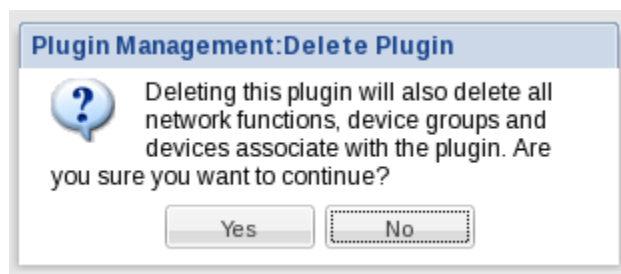 Plugin Management:Delete Plugin
Deleting this plugin will also delete all
network functions, device groups and
devices associate with the plugin. Are
you sure you want to continue?
Yes
No